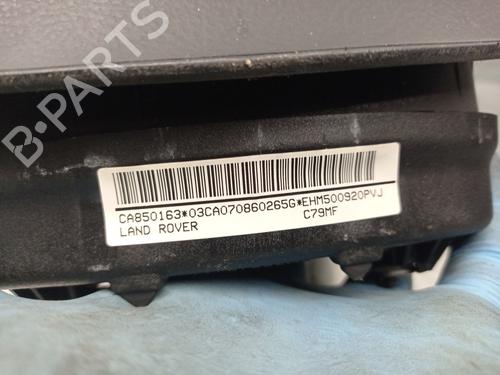 B-PARTS
CA850163*03CA070860265G*EHM500920PVJ
LAND ROVER C79MF